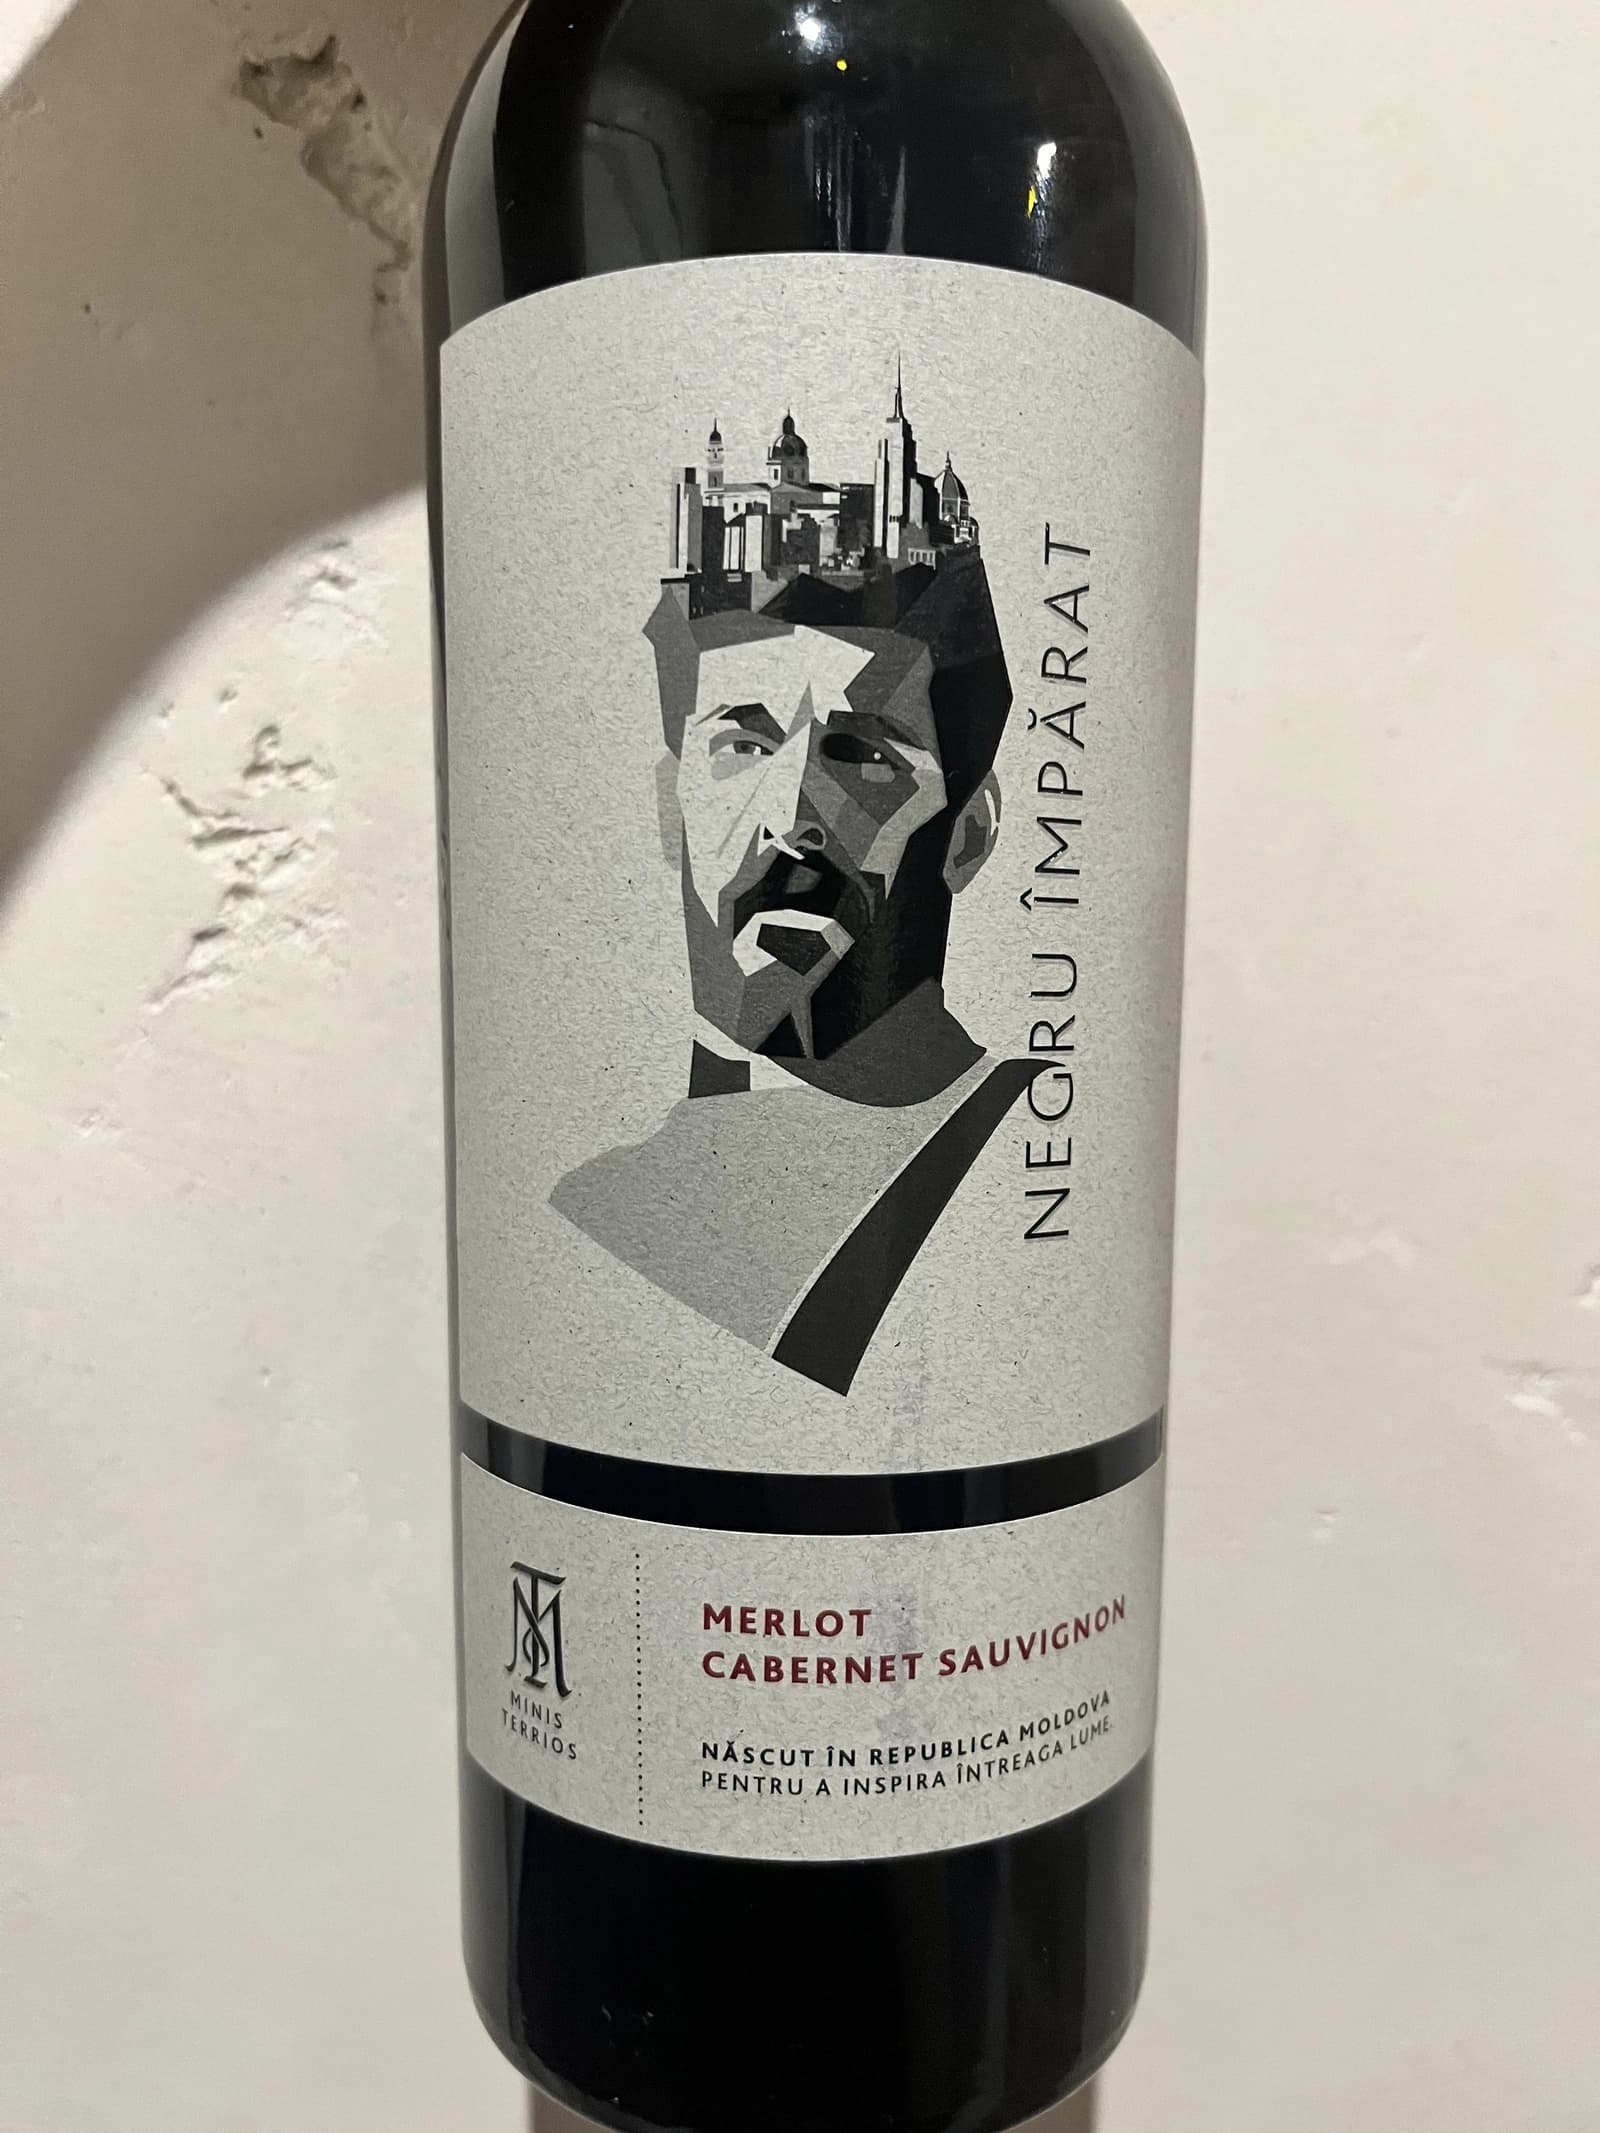 NEGRU ÎMPĂRAT
MINIS
TERRIOS
MERLOT
CABERNET SAUVIGNON
NĂSCUT ÎN REPUBLICA MOLDOVA
PENTRU A INSPIRA ÎNTREAGA LUME.